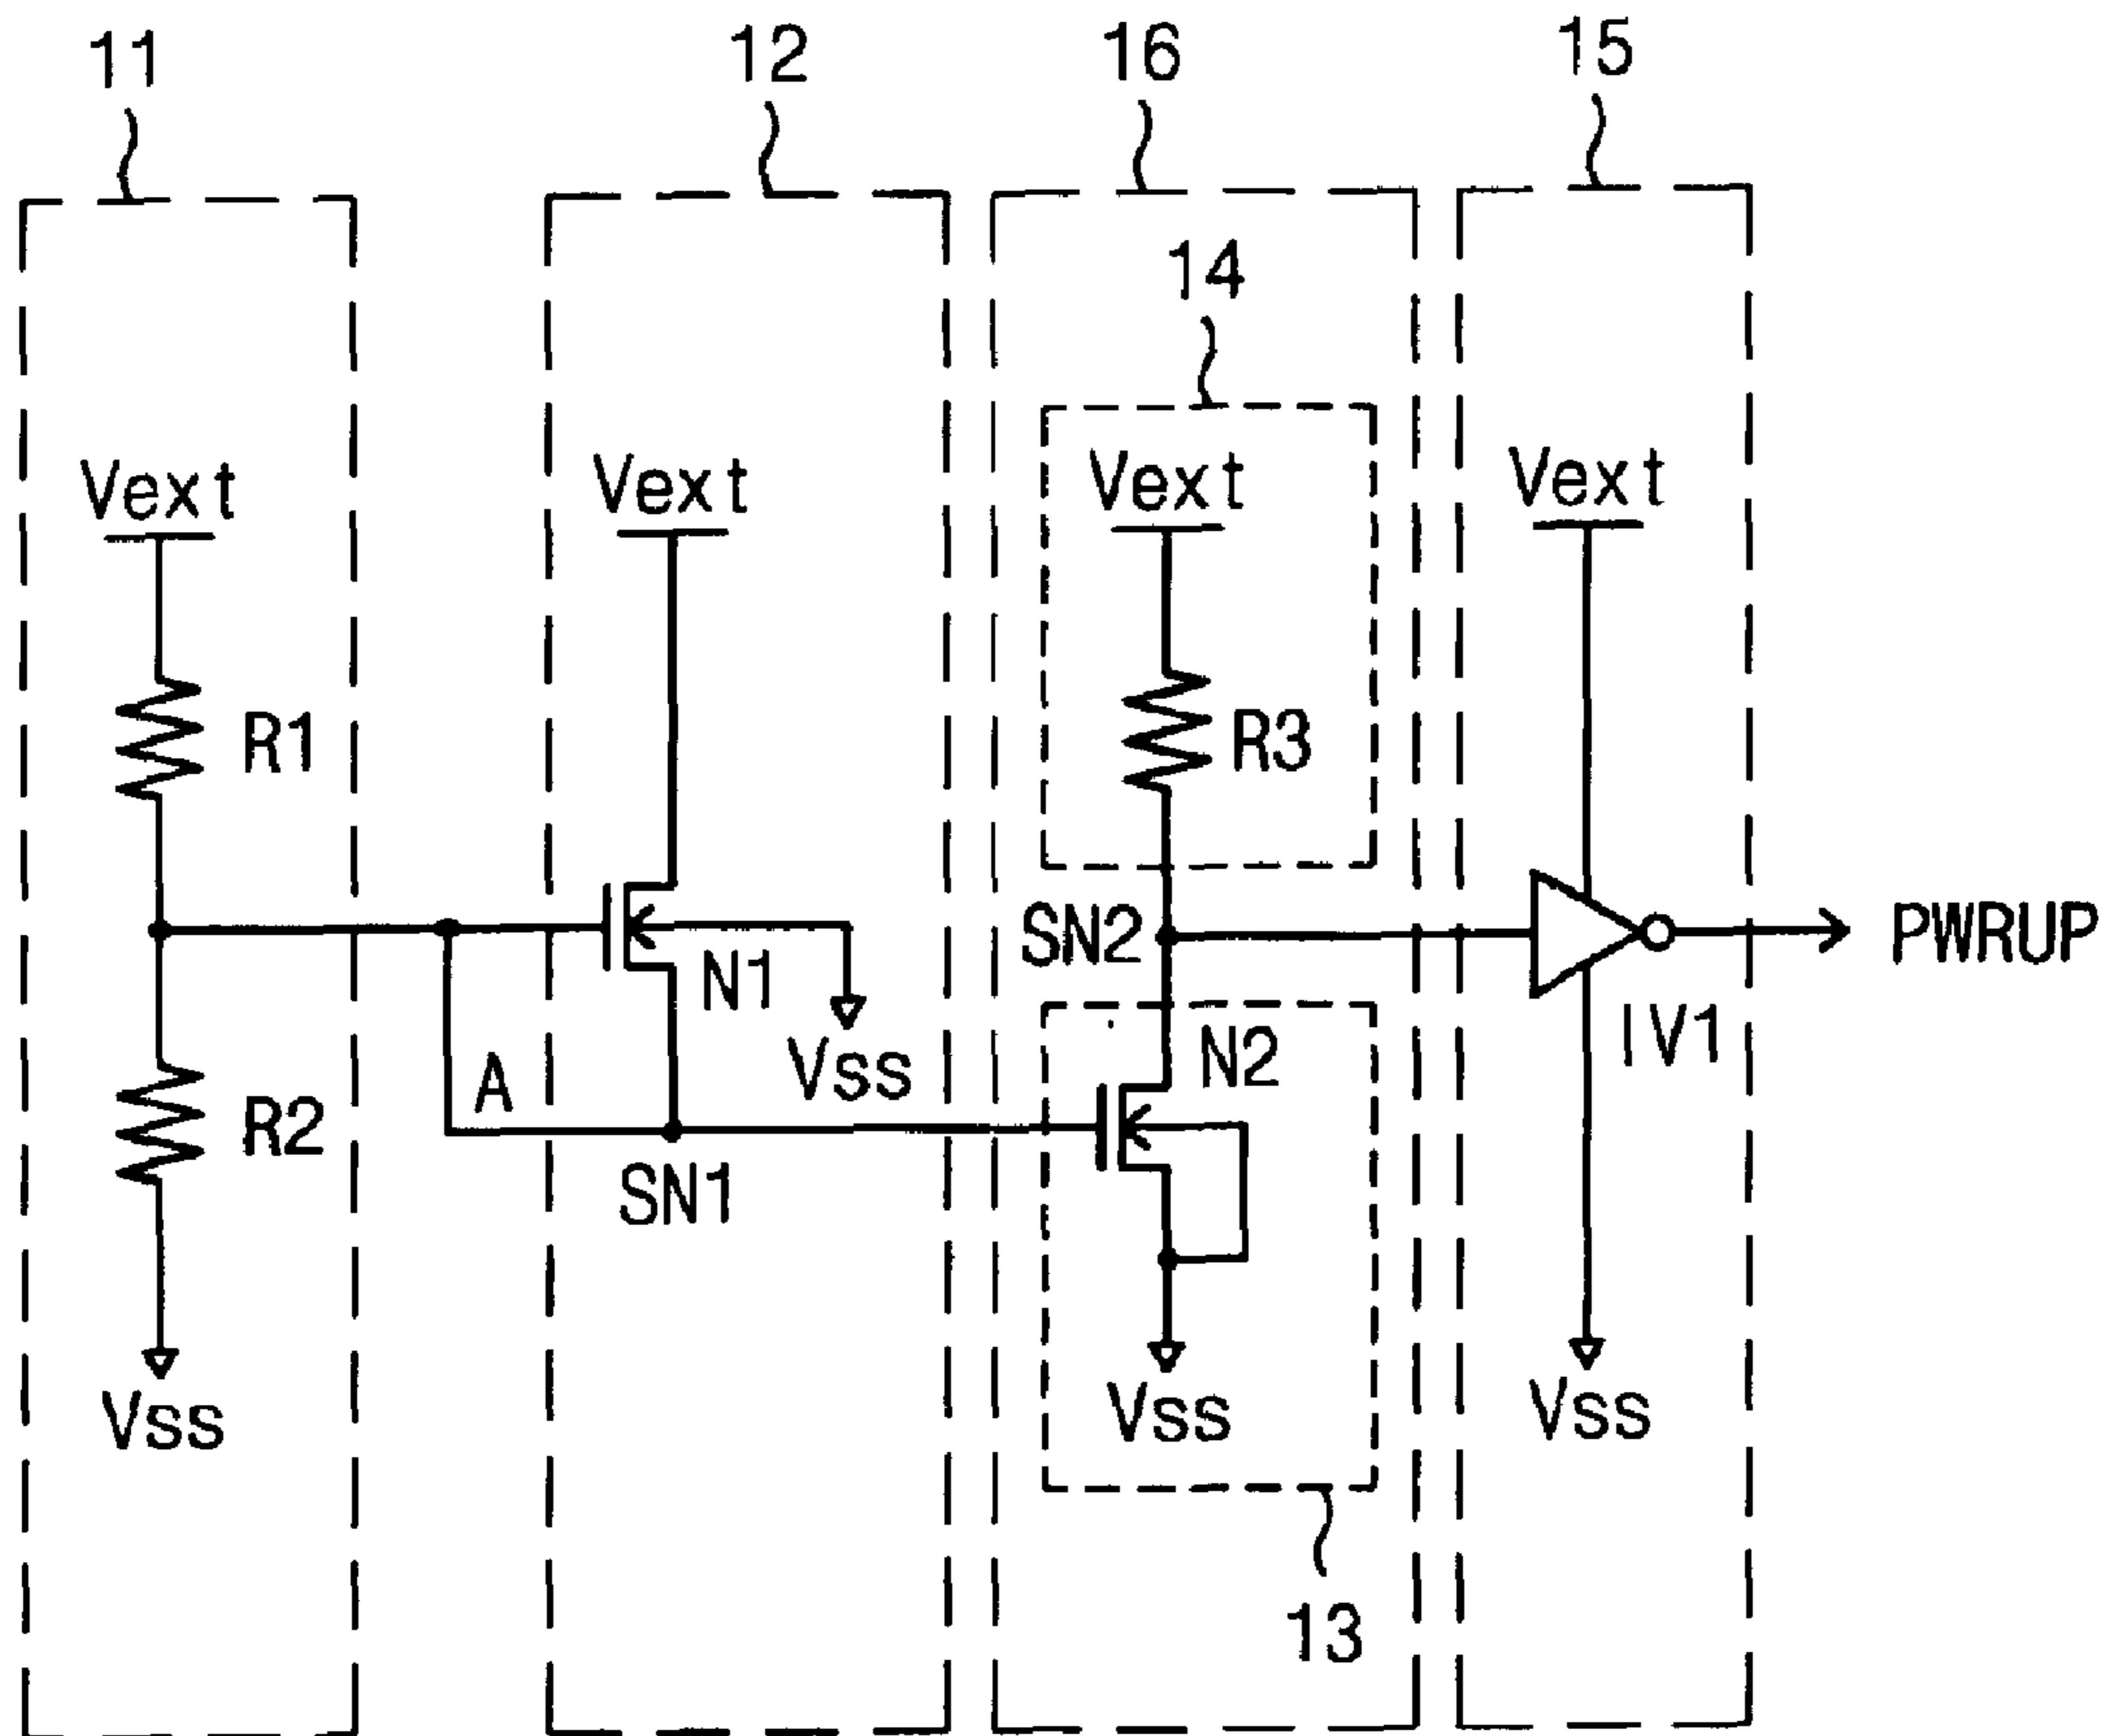 11
12
16
15
14
Vext
Vext
Vext
Vext
R1
R3
SN2
PWRUP
N1
IV1
Vss
N2
A
R2
SN1
Vss
Vss
Vss
13